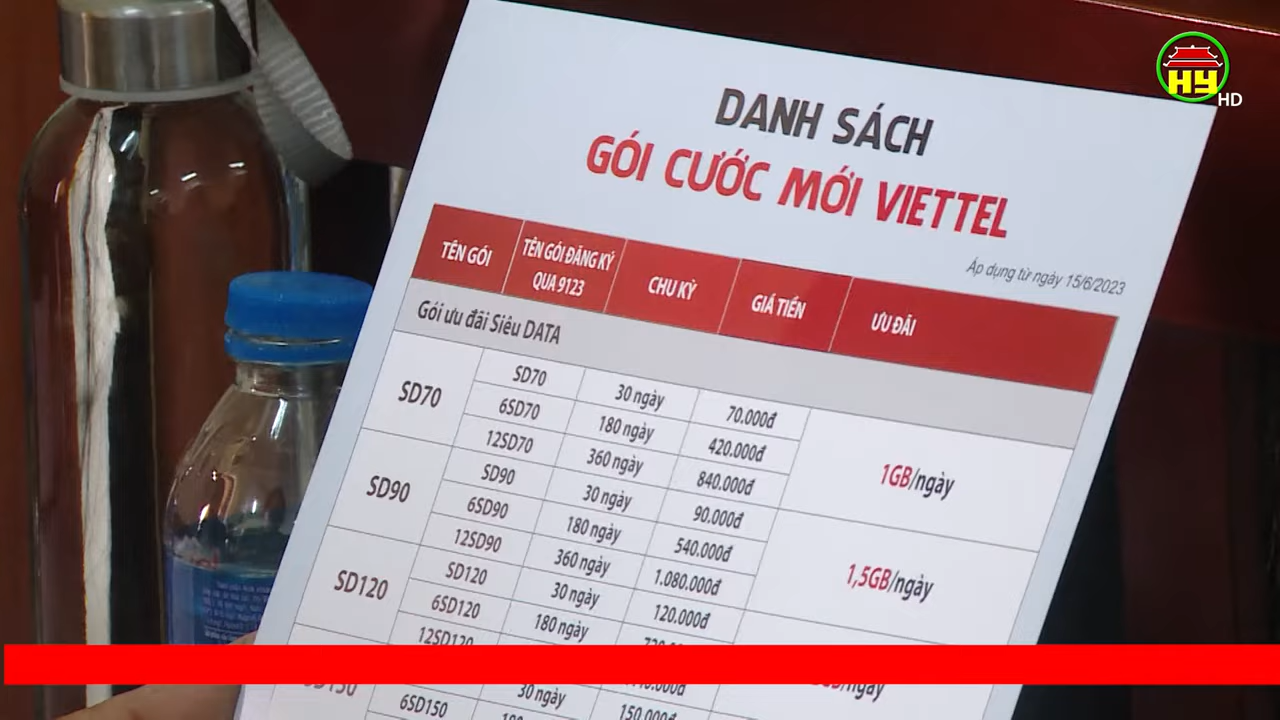 HY HD
DANH SÁCH
GÓI CƯỚC MỚI VIETTEL
Áp dụng từ ngày 15/6/2023
TÊN GÓI TÊN GÓI ĐĂNG KÝ QUA 9123 CHU KỲ GIÁ TIỀN ƯU ĐÃI
Gói ưu đãi Siêu DATA
SD70 SD70 30 ngày 70.000đ 1GB/ngày
6SD70 180 ngày 420.000đ
12SD70 360 ngày 840.000đ
SD90 SD90 30 ngày 90.000đ 1,5GB/ngày
6SD90 180 ngày 540.000đ
12SD90 360 ngày 1.080.000đ
SD120 SD120 30 ngày 120.000đ
6SD120 180 ngày
12SD120
30 ngày 150.000đ
6SD150